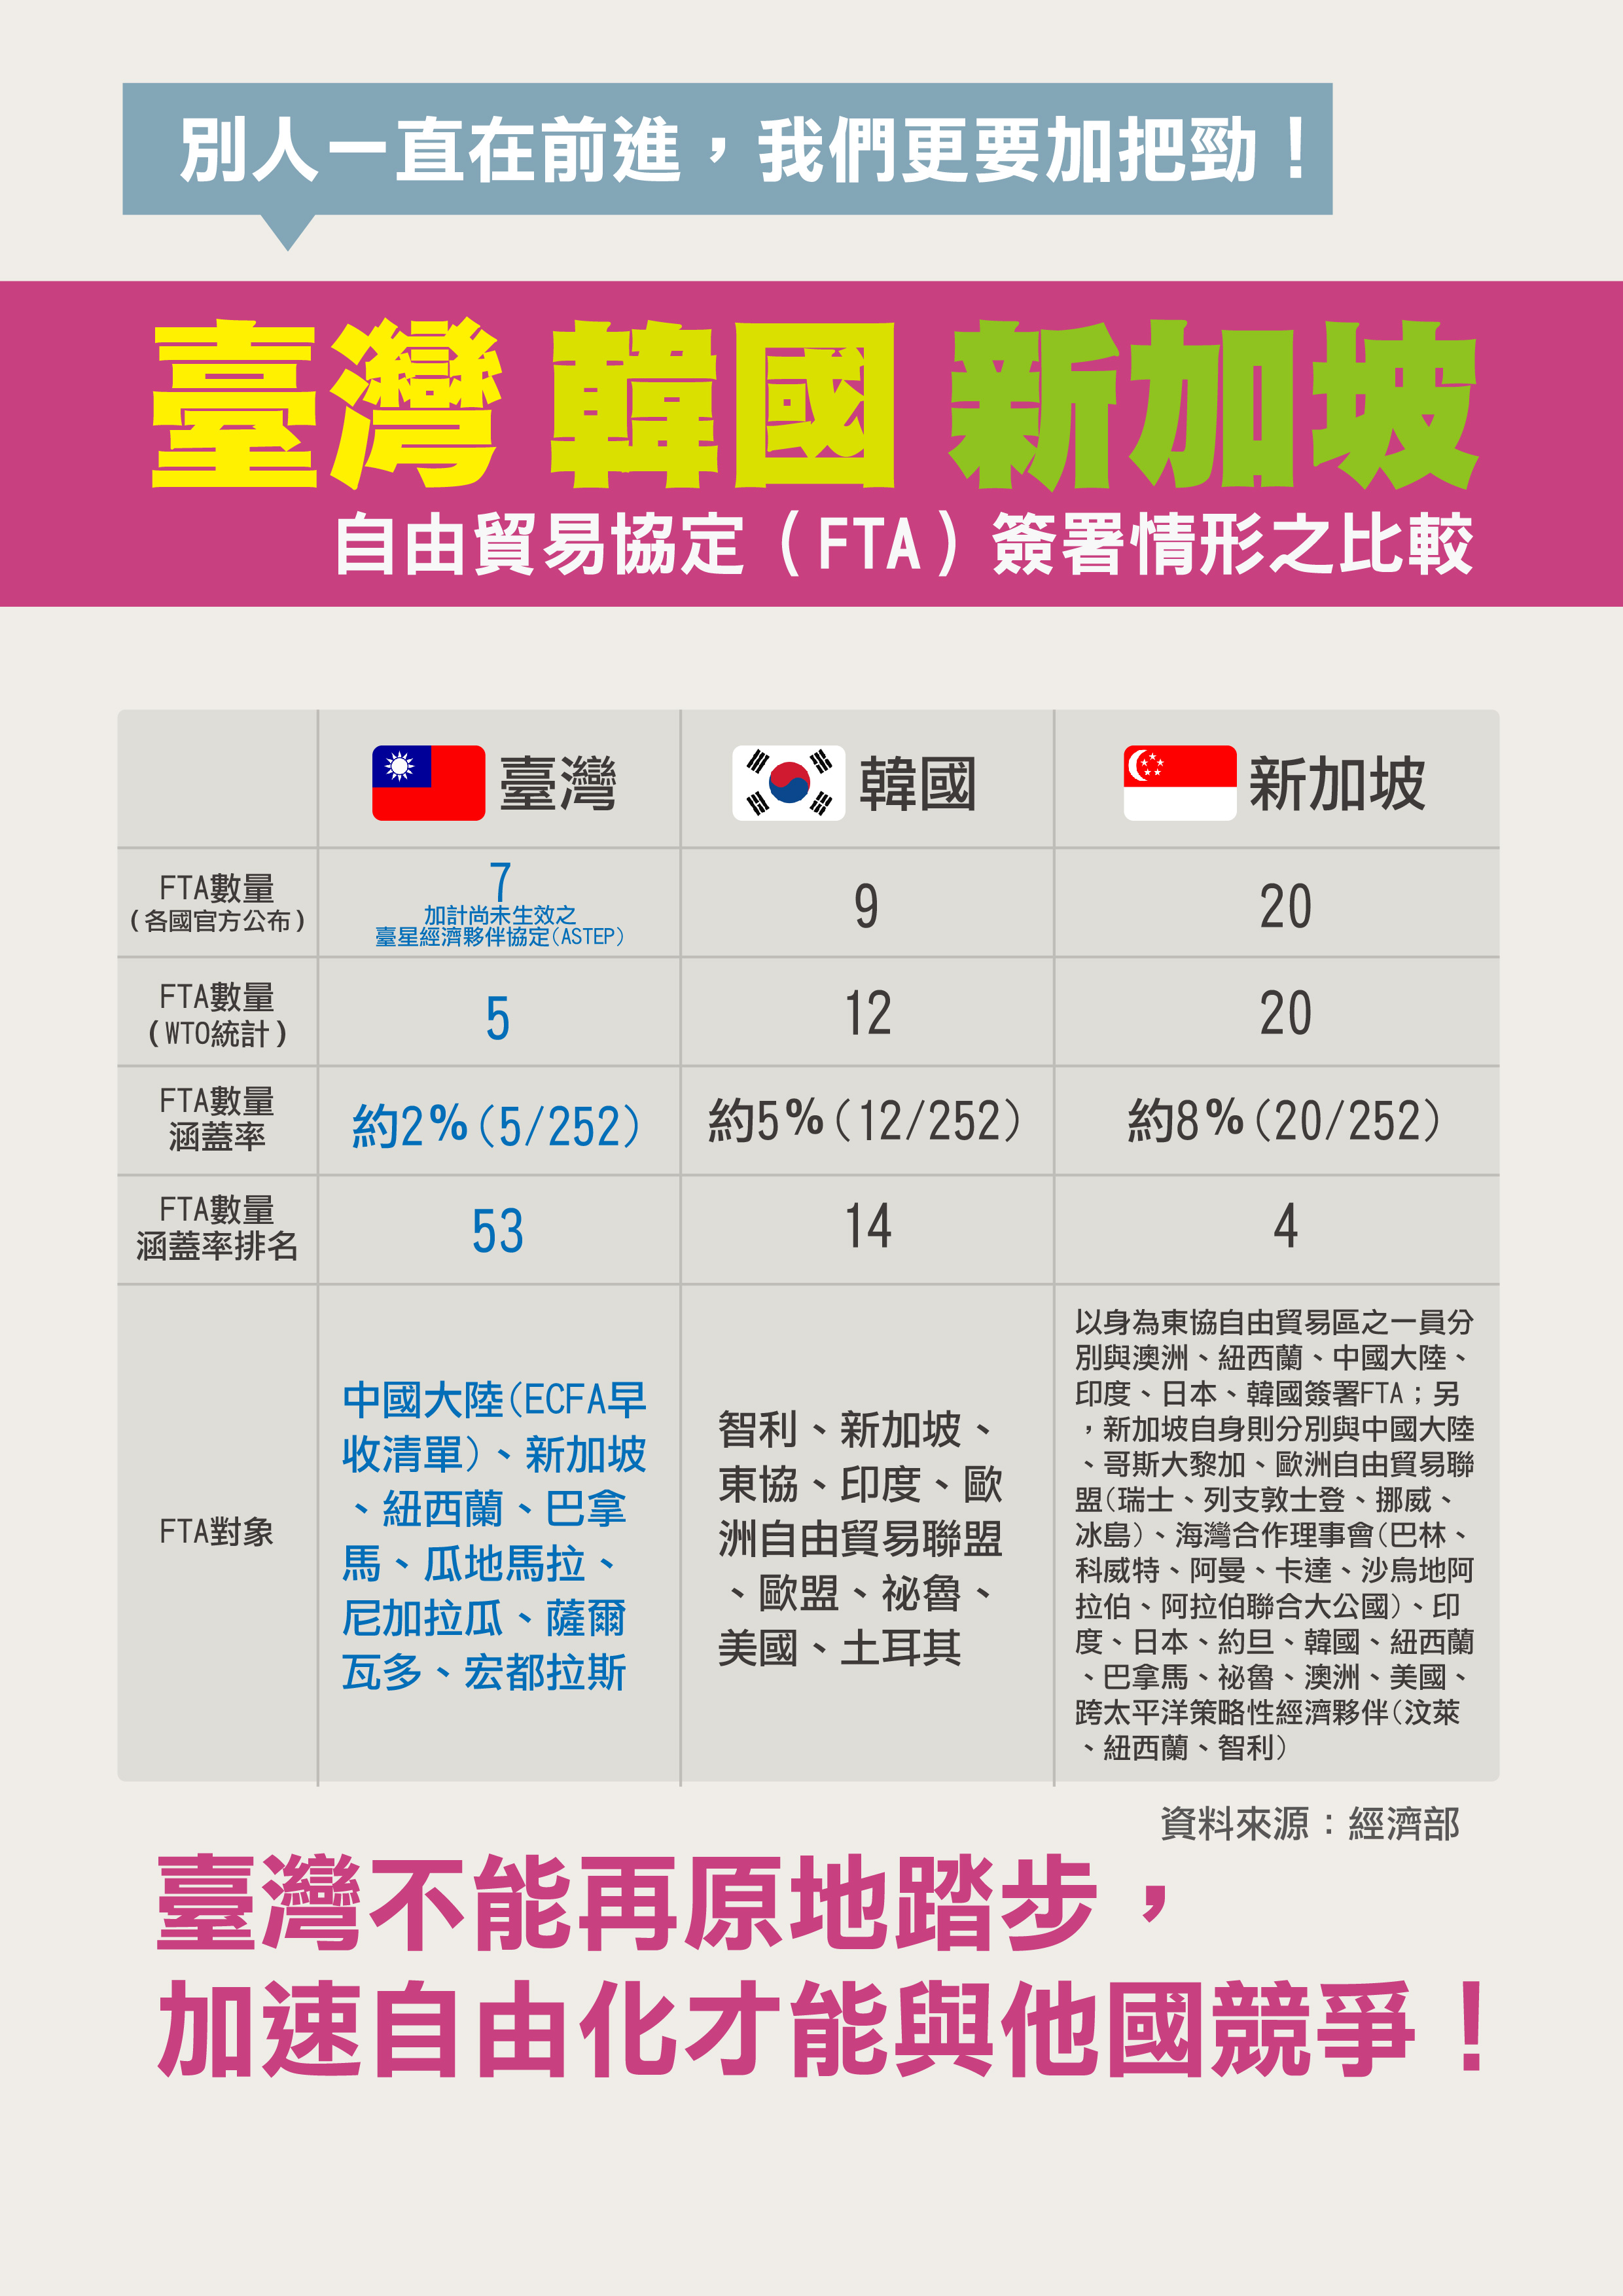 別人一直在前進，我們更要加把勁！
臺灣 韓國 新加坡
自由貿易協定（FTA）簽署情形之比較
臺灣 韓國 新加坡
FTA數量
（各國官方公布）
7
加計尚未生效之
臺星經濟夥伴協定(ASTEP)
9
20
FTA數量
（WTO統計）
5
12
20
FTA數量
涵蓋率
約2%(5/252)
約5%(12/252)
約8%(20/252)
FTA數量
涵蓋率排名
53
14
4
FTA對象
中國大陸(ECFA早
收清單)、新加坡
、紐西蘭、巴拿
馬、瓜地馬拉、
尼加拉瓜、薩爾
瓦多、宏都拉斯
智利、新加坡、
東協、印度、歐
洲自由貿易聯盟
、歐盟、祕魯、
美國、土耳其
以身為東協自由貿易區之一員分
別與澳洲、紐西蘭、中國大陸、
印度、日本、韓國簽署FTA；另
，新加坡自身則分別與中國大陸
、哥斯大黎加、歐洲自由貿易聯
盟(瑞士、列支敦士登、挪威、
冰島)、海灣合作理事會(巴林、
科威特、阿曼、卡達、沙烏地阿
拉伯、阿拉伯聯合大公國)、印
度、日本、約旦、韓國、紐西蘭
、巴拿馬、祕魯、澳洲、美國、
跨太平洋策略性經濟夥伴(汶萊
、紐西蘭、智利)
資料來源：經濟部
臺灣不能再原地踏步，
加速自由化才能與他國競爭！